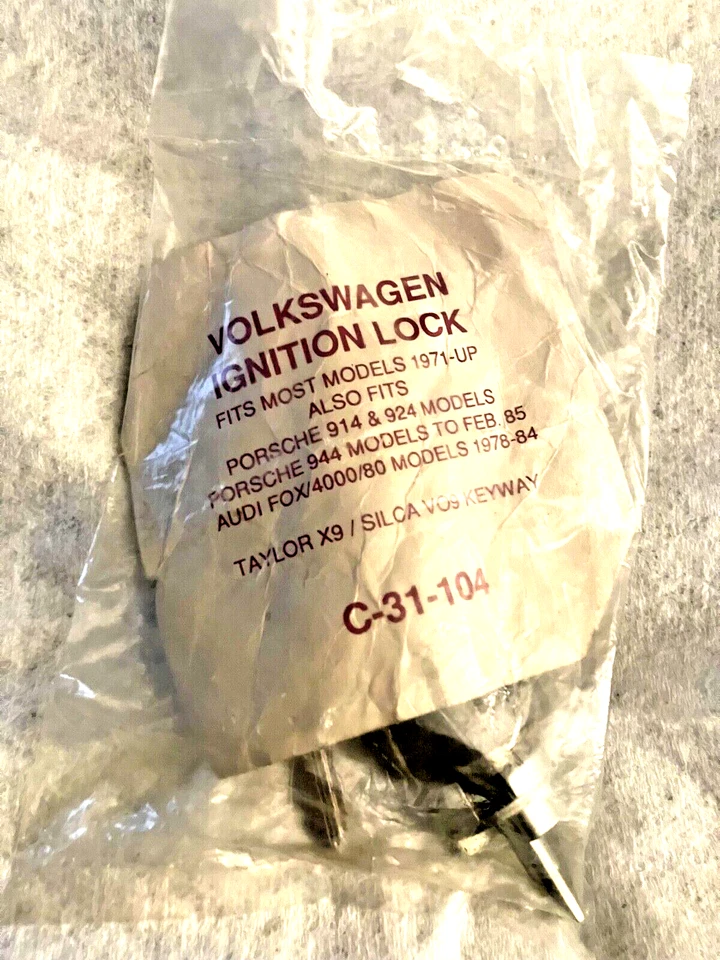 VOLKSWAGEN
IGNITION LOCK
FITS MOST MODELS 1971-UP
ALSO FITS
PORSCHE 914 & 924 MODELS
PORSCHE 944 MODELS TO FEB. 85
AUDI FOX/4000/80 MODELS 1978-84
TAYLOR X9 / SILCA VO9 KEYWAY
C-31-104